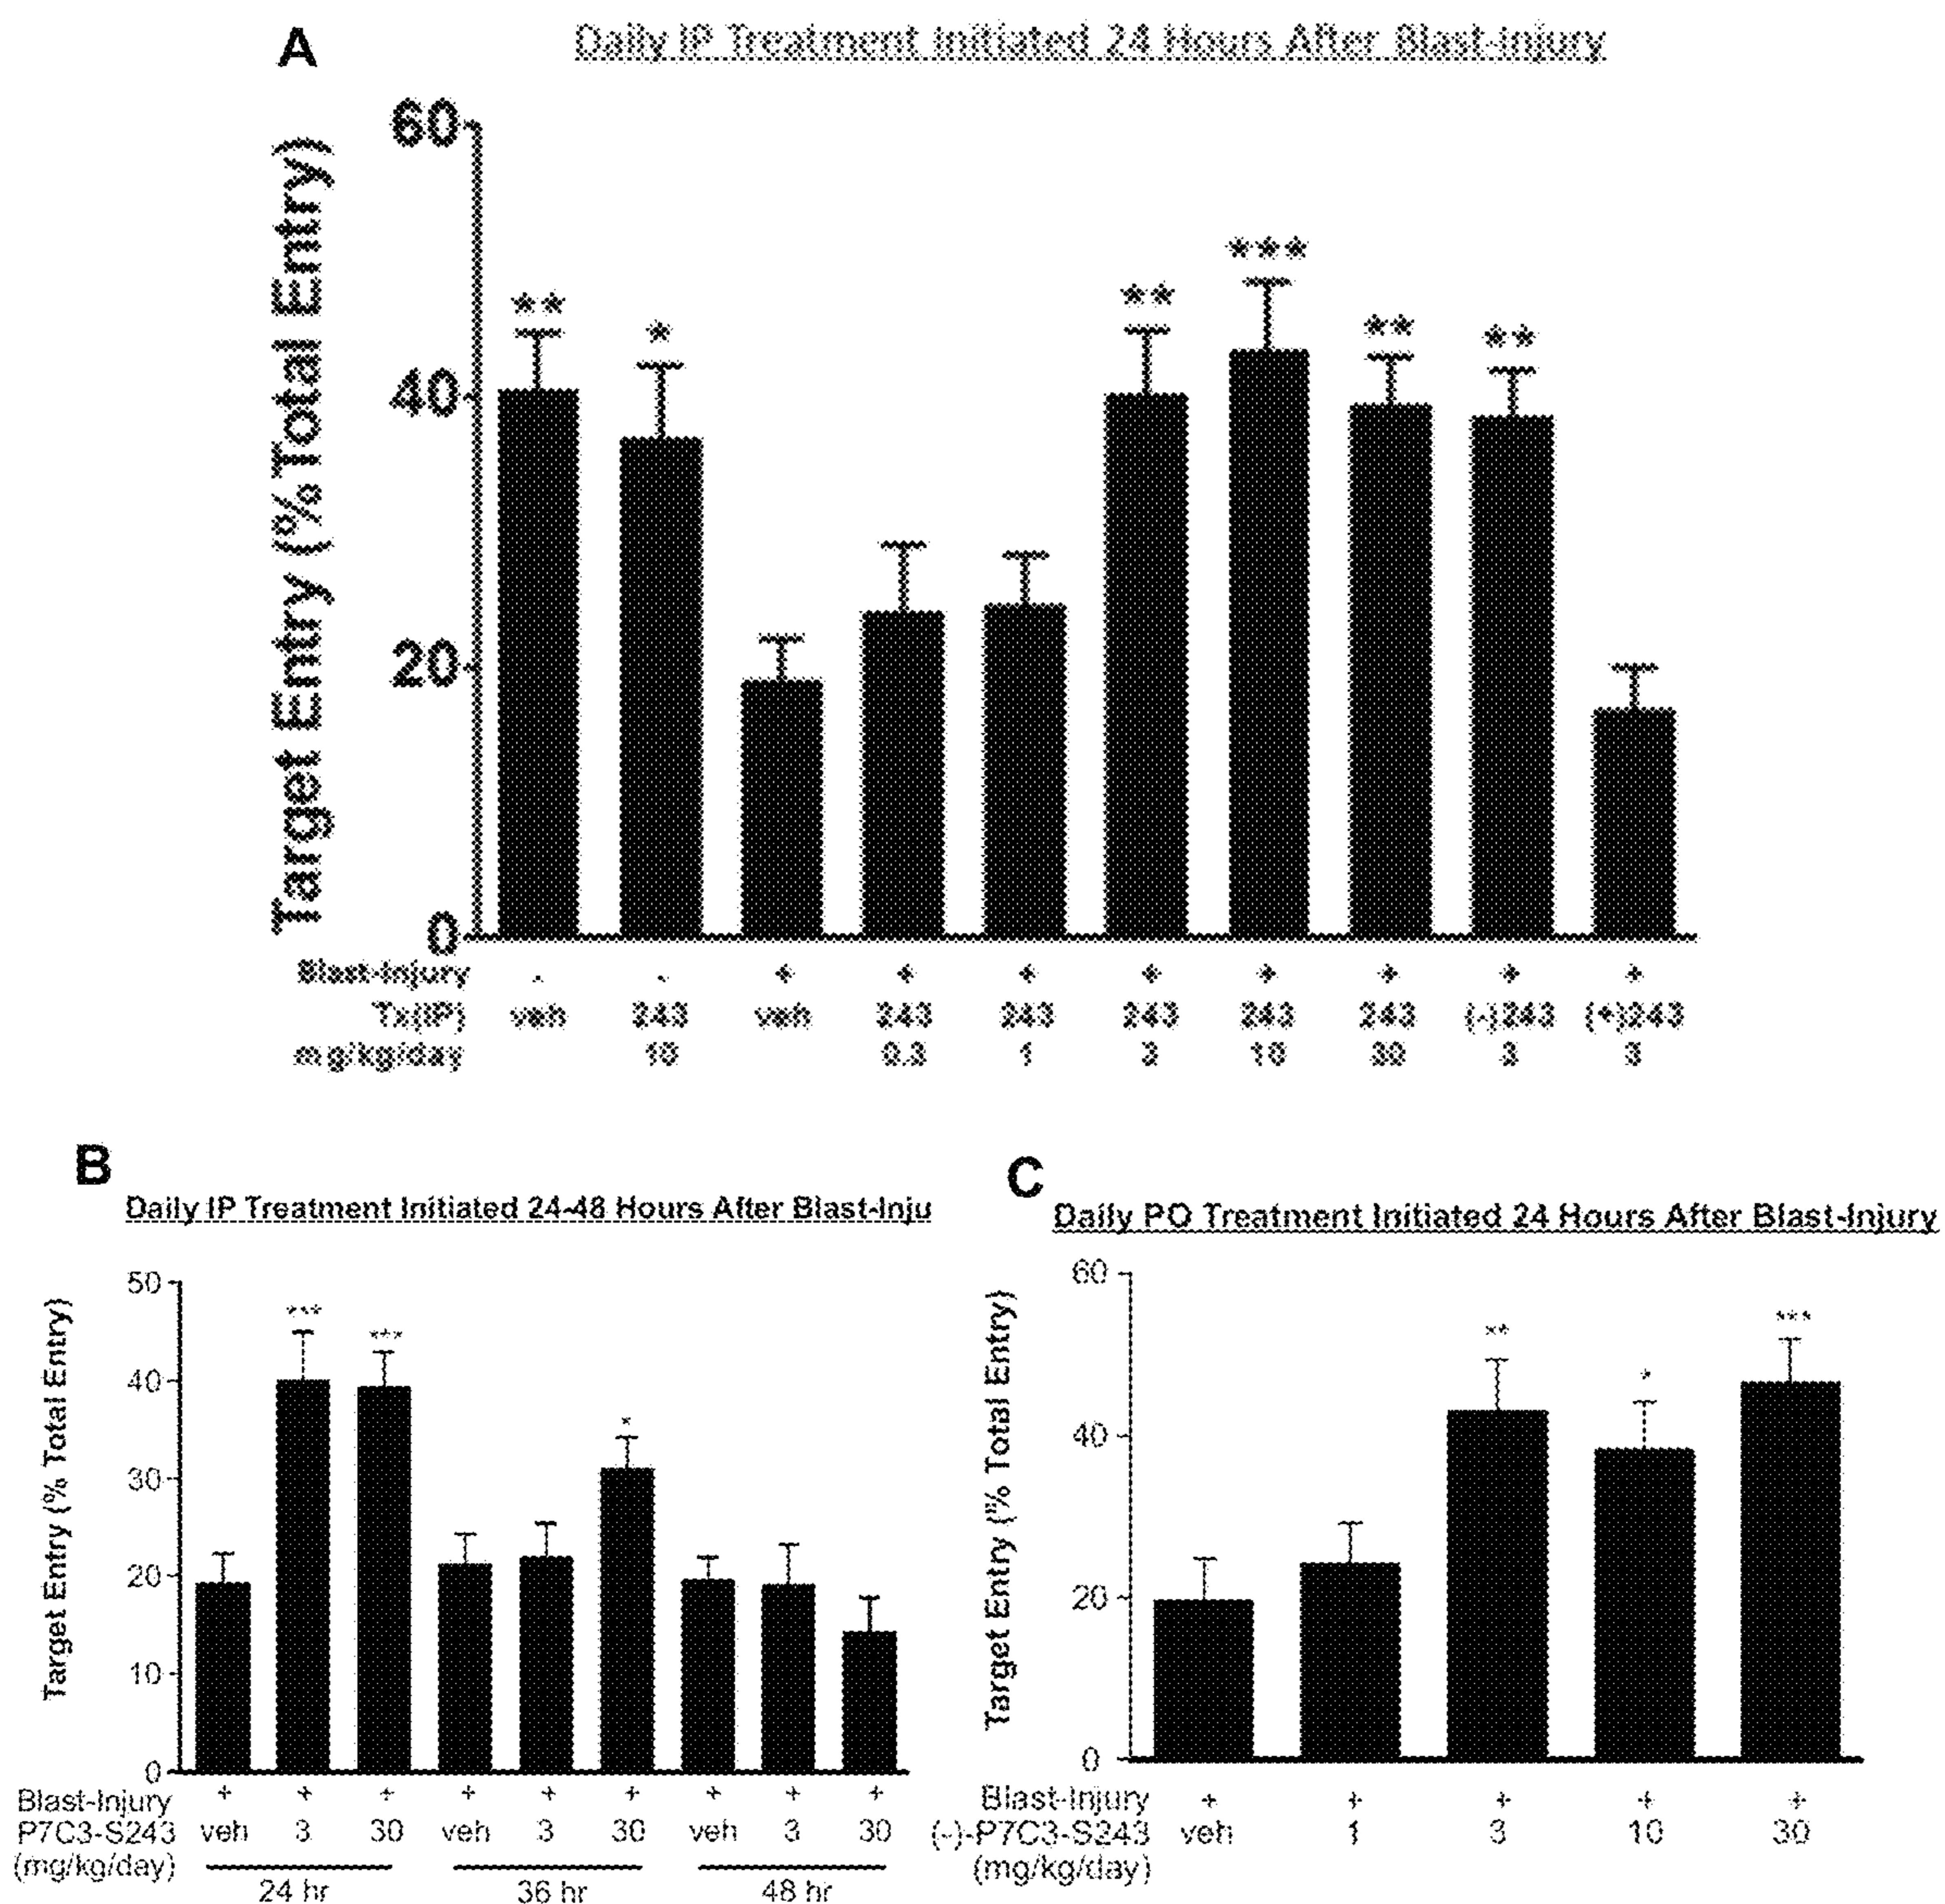 A
Daily IP Treatment Initiated 24 Hours After Blast-Injury
Target Entry (% Total Entry)
60
40
20
0
** * ** *** ** **
Blast-Injury - - + + + + + + + +
Tx(IP) veh 243 veh 243 243 243 243 243 (-)243 (+)243
mg/kg/day 10 0.3 1 3 10 30 3 3
B
Daily IP Treatment Initiated 24-48 Hours After Blast-Inju
Target Entry (% Total Entry)
50
40
30
20
10
0
*** *** *
Blast-Injury + + + + + + + + +
P7C3-S243 veh 3 30 veh 3 30 veh 3 30
(mg/kg/day)
24 hr 36 hr 48 hr
C
Daily PO Treatment Initiated 24 Hours After Blast-Injury
Target Entry (% Total Entry)
60
40
20
0
** * ***
Blast-Injury + + + + +
(-)-P7C3-S243 veh 1 3 10 30
(mg/kg/day)